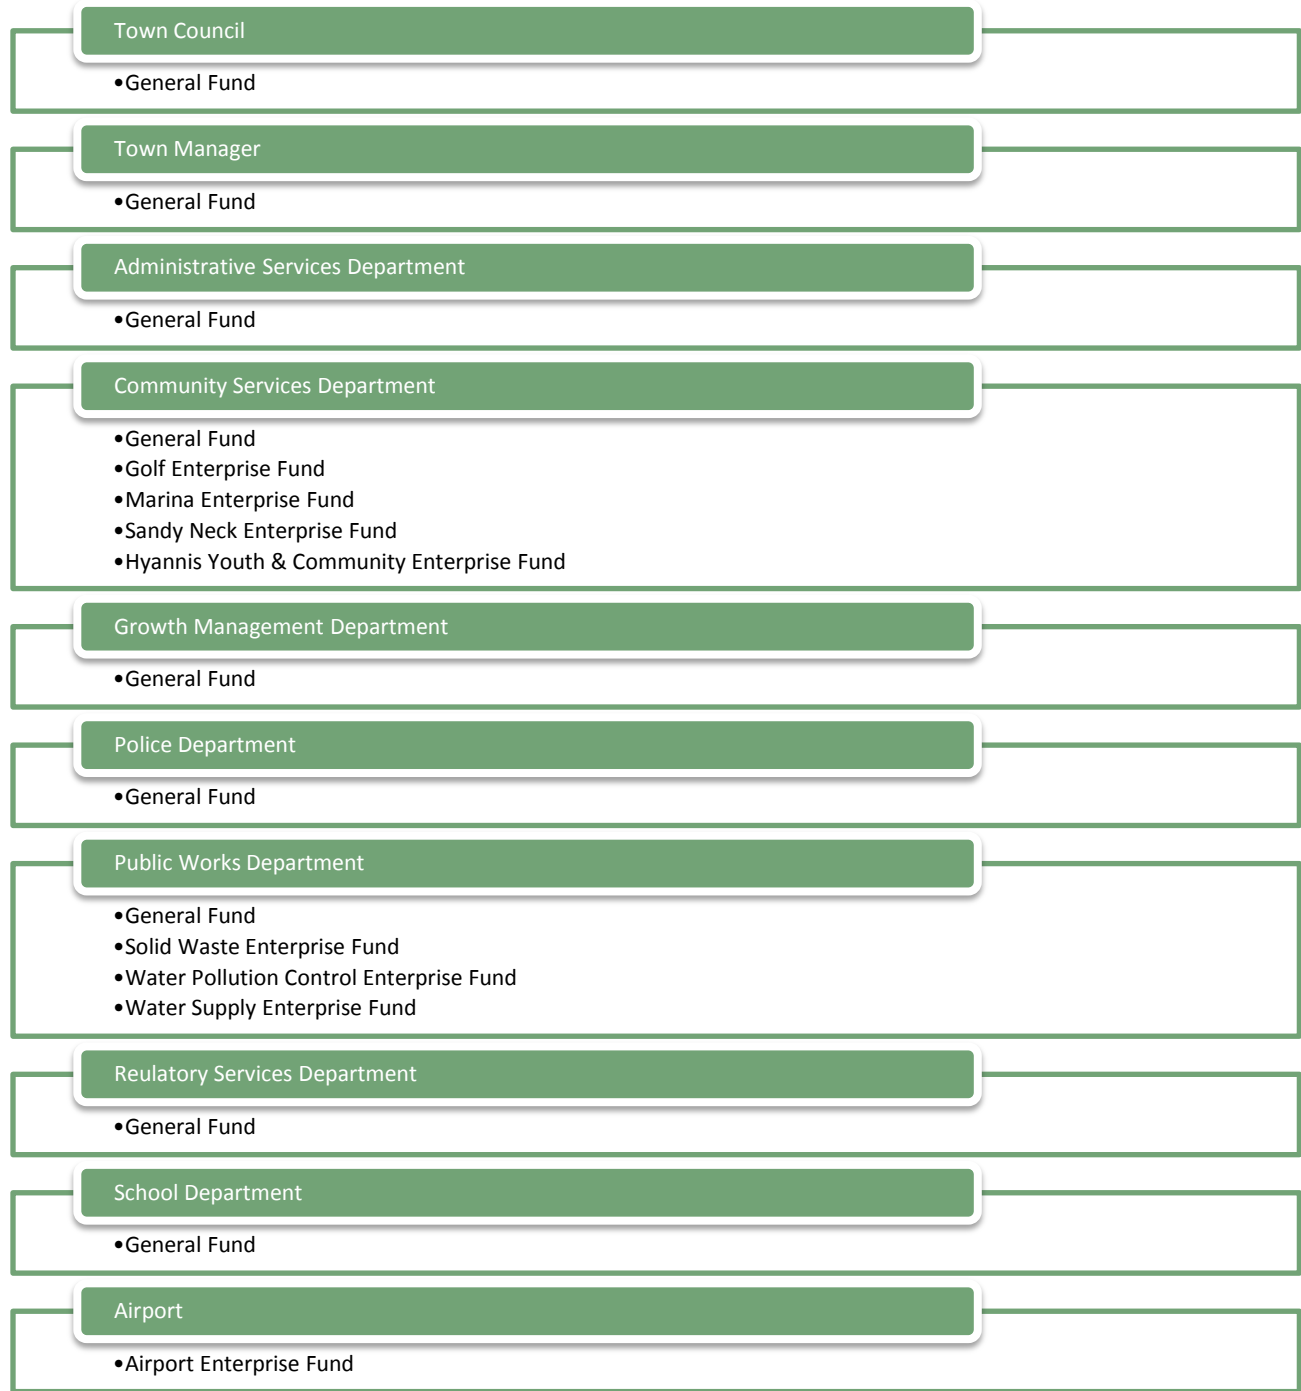 Town Council
•General Fund
Town Manager
•General Fund
Administrative Services Department
•General Fund
Community Services Department
•General Fund
•Golf Enterprise Fund
•Marina Enterprise Fund
•Sandy Neck Enterprise Fund
•Hyannis Youth & Community Enterprise Fund
Growth Management Department
•General Fund
Police Department
•General Fund
Public Works Department
•General Fund
•Solid Waste Enterprise Fund
•Water Pollution Control Enterprise Fund
•Water Supply Enterprise Fund
Reulatory Services Department
•General Fund
School Department
•General Fund
Airport
•Airport Enterprise Fund